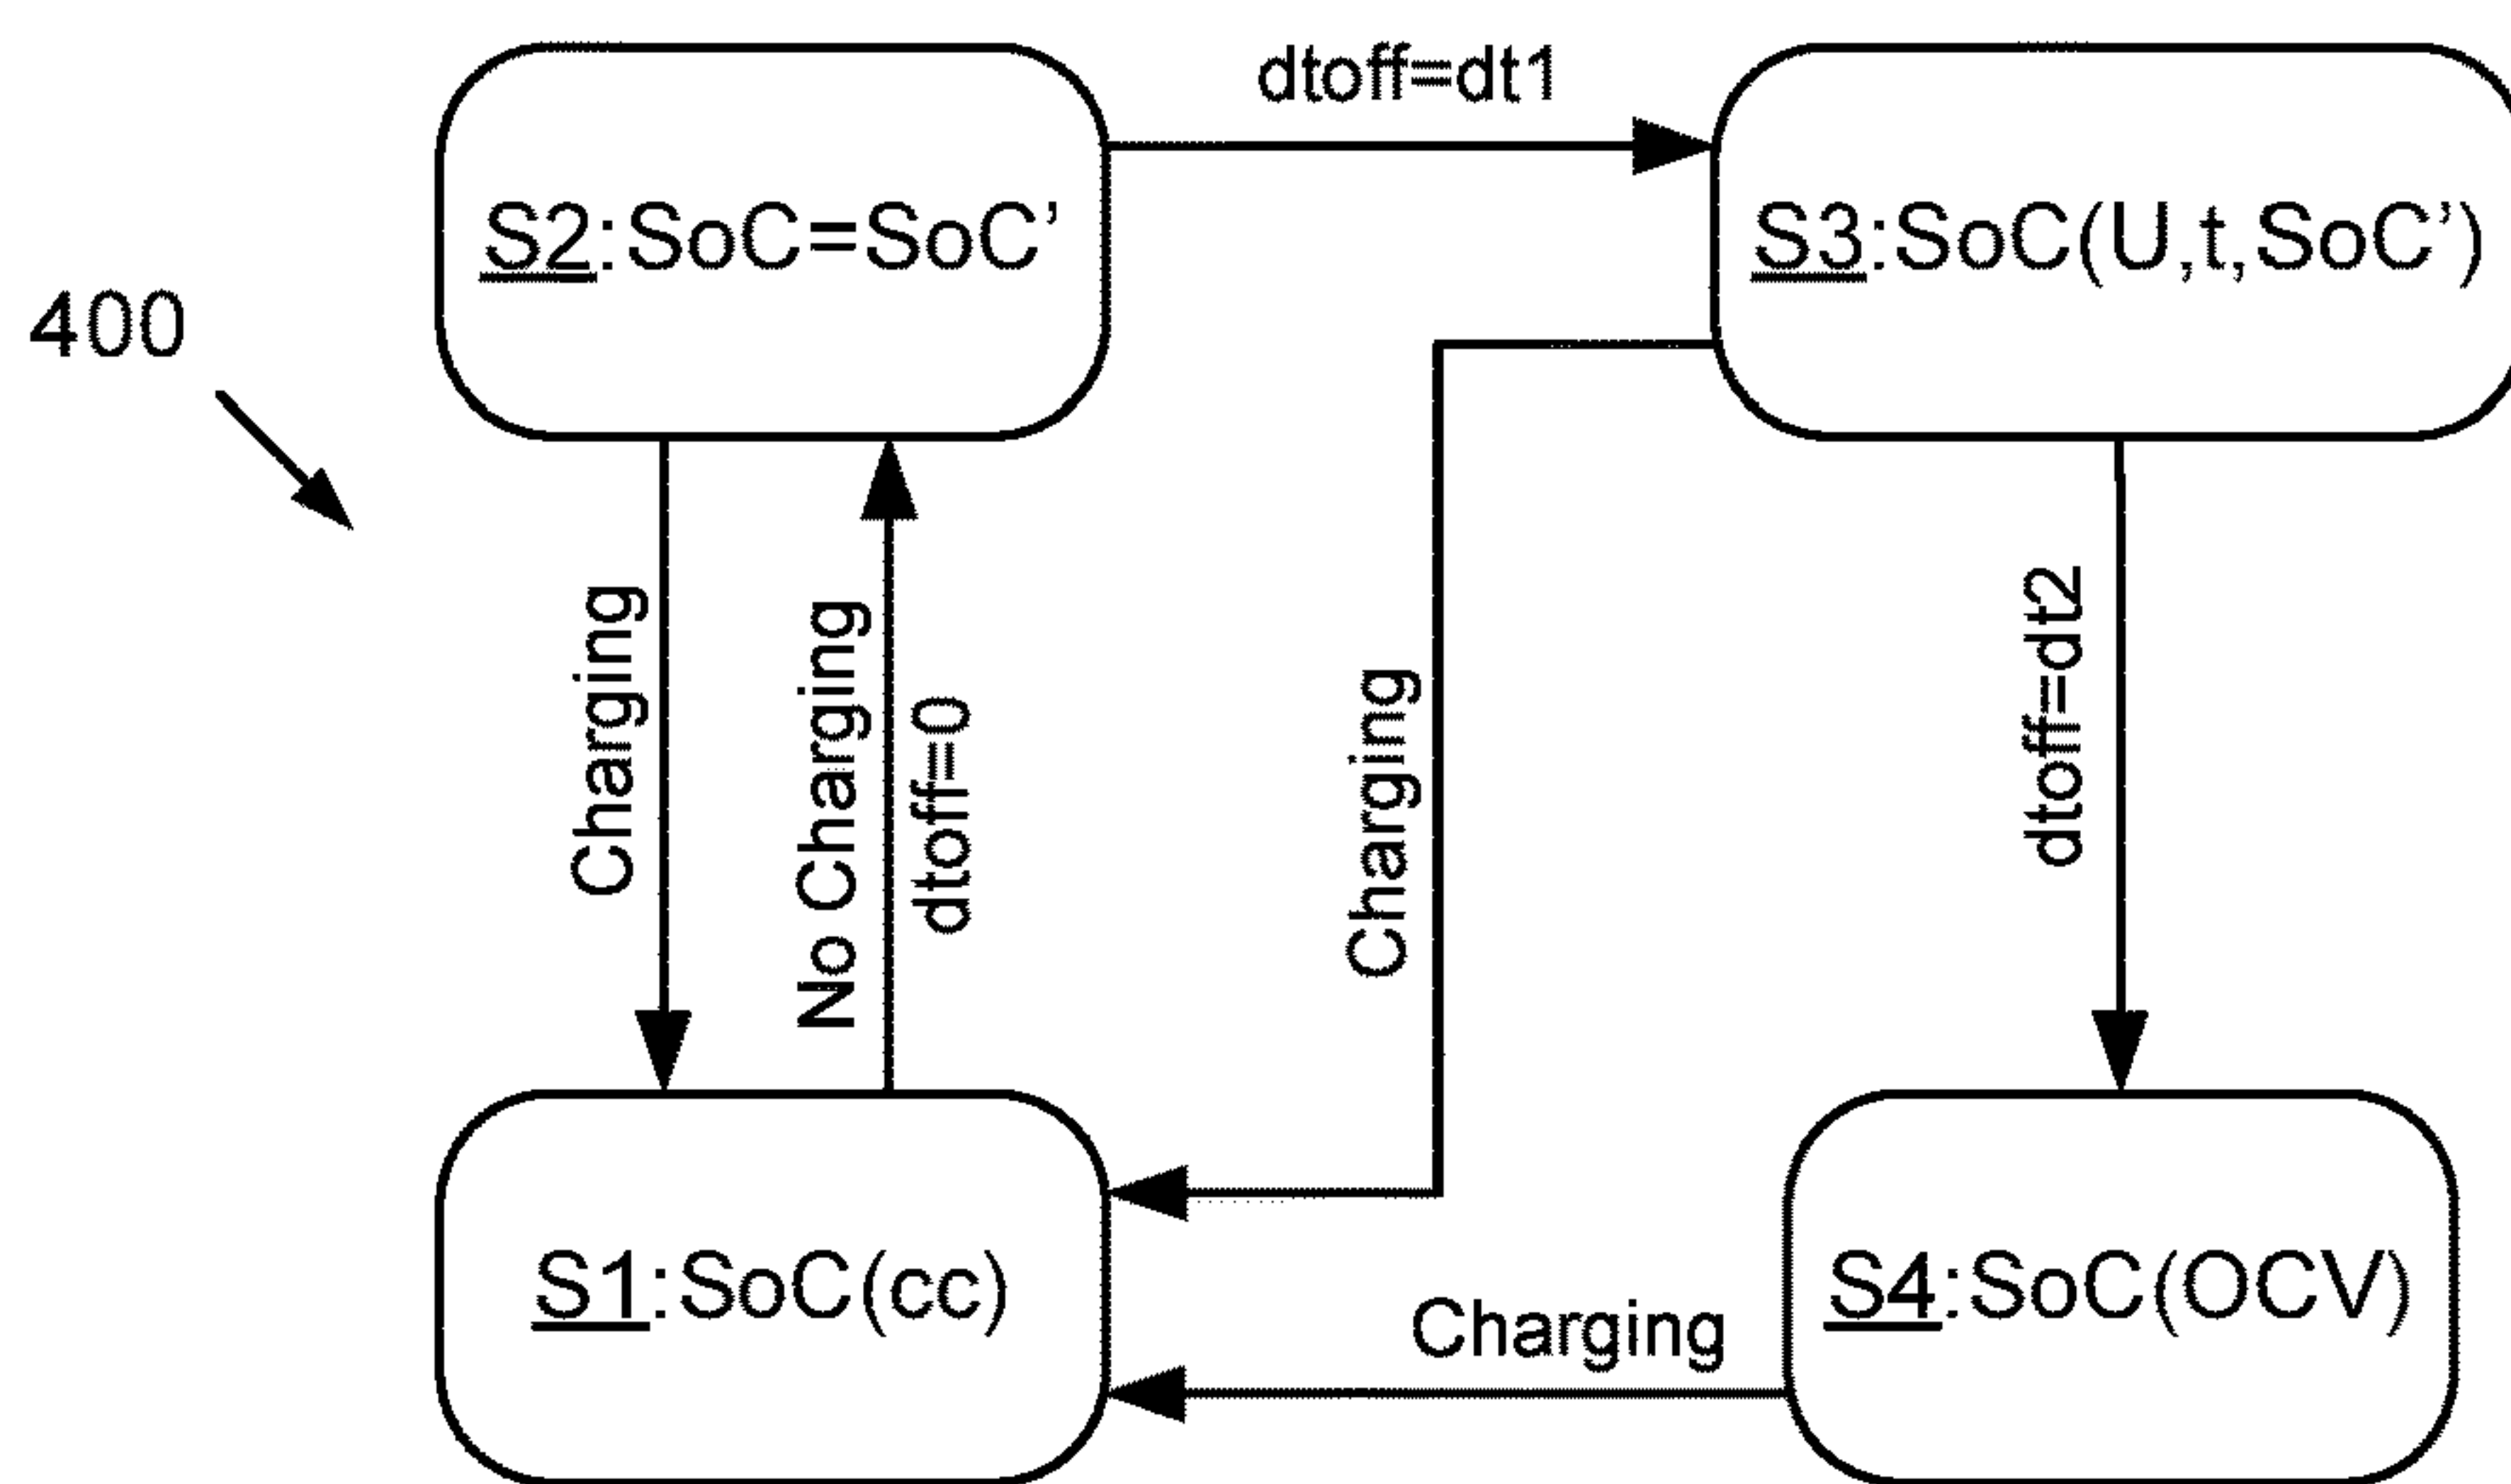 dtoff=dt1
S2:SoC=SoC’
S3:SoC(U,t,SoC’)
400
Charging
No Charging
dtoff=0
Charging
dtoff=dt2
S1:SoC(cc)
Charging
S4:SoC(OCV)